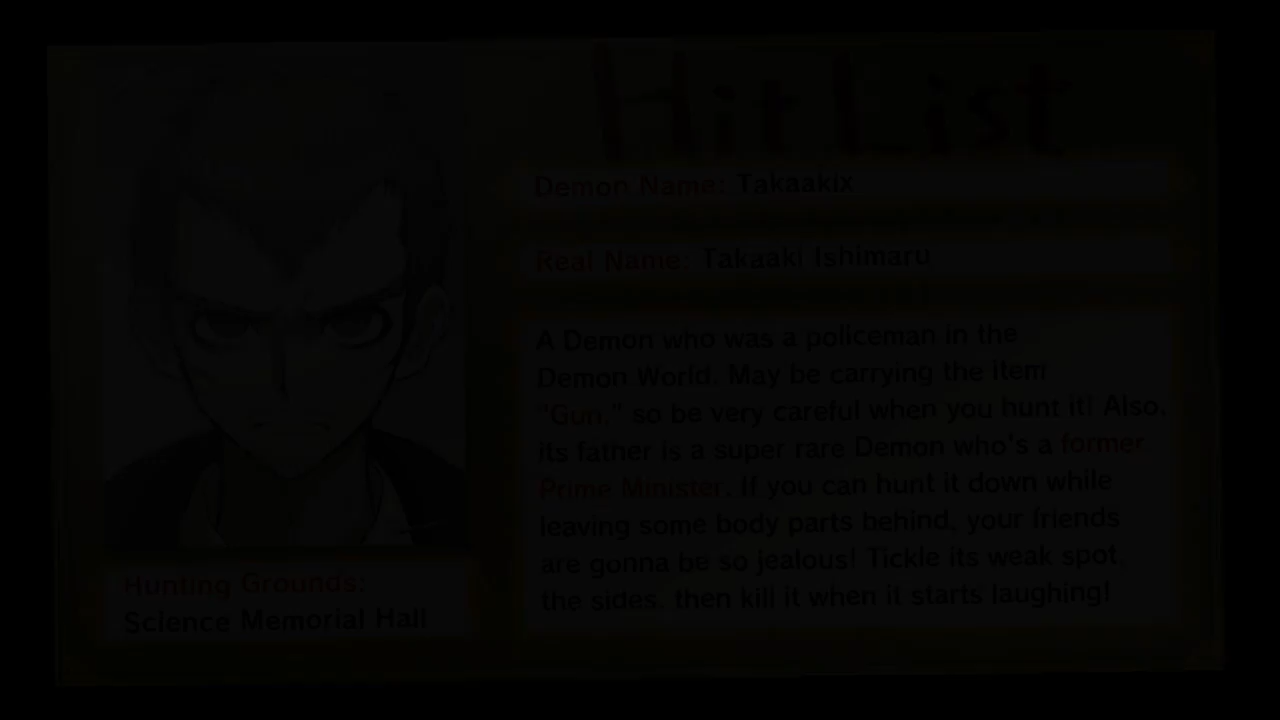 Hit List
Demon Name: Takaakix
Real Name: Takaaki Ishimaru
A Demon who was a policeman in the
Demon World. May be carrying the item
"Gun," so be very careful when you hunt it! Also,
its father is a super rare Demon who's a former
Prime Minister. If you can hunt it down while
leaving some body parts behind, your friends
are gonna be so jealous! Tickle its weak spot,
the sides, then kill it when it starts laughing!
Hunting Grounds:
Science Memorial Hall